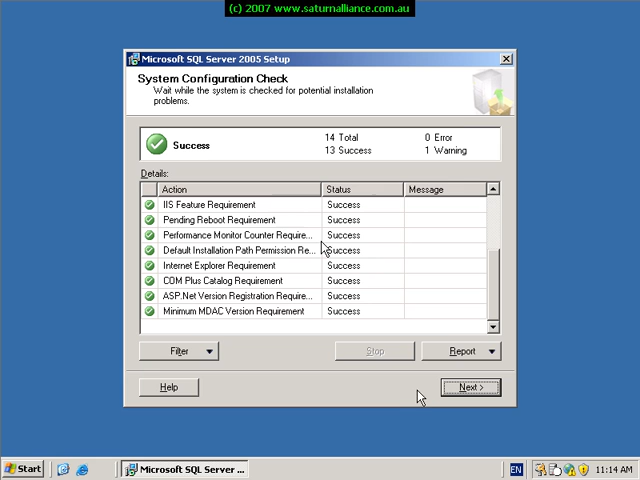 (c) 2007 www.saturnalliance.com.au
Microsoft SQL Server 2005 Setup
System Configuration Check
Wait while the system is checked for potential installation
problems.
Success
14 Total
0 Error
13 Success
1 Warning
Details:
Action Status Message
IIS Feature Requirement Success
Pending Reboot Requirement Success
Performance Monitor Counter Require... Success
Default Installation Path Permission Re... Success
Internet Explorer Requirement Success
COM Plus Catalog Requirement Success
ASP.Net Version Registration Require... Success
Minimum MDAC Version Requirement Success
Filter Stop Report
Help Next >
Start Microsoft SQL Server ... EN 11:14 AM